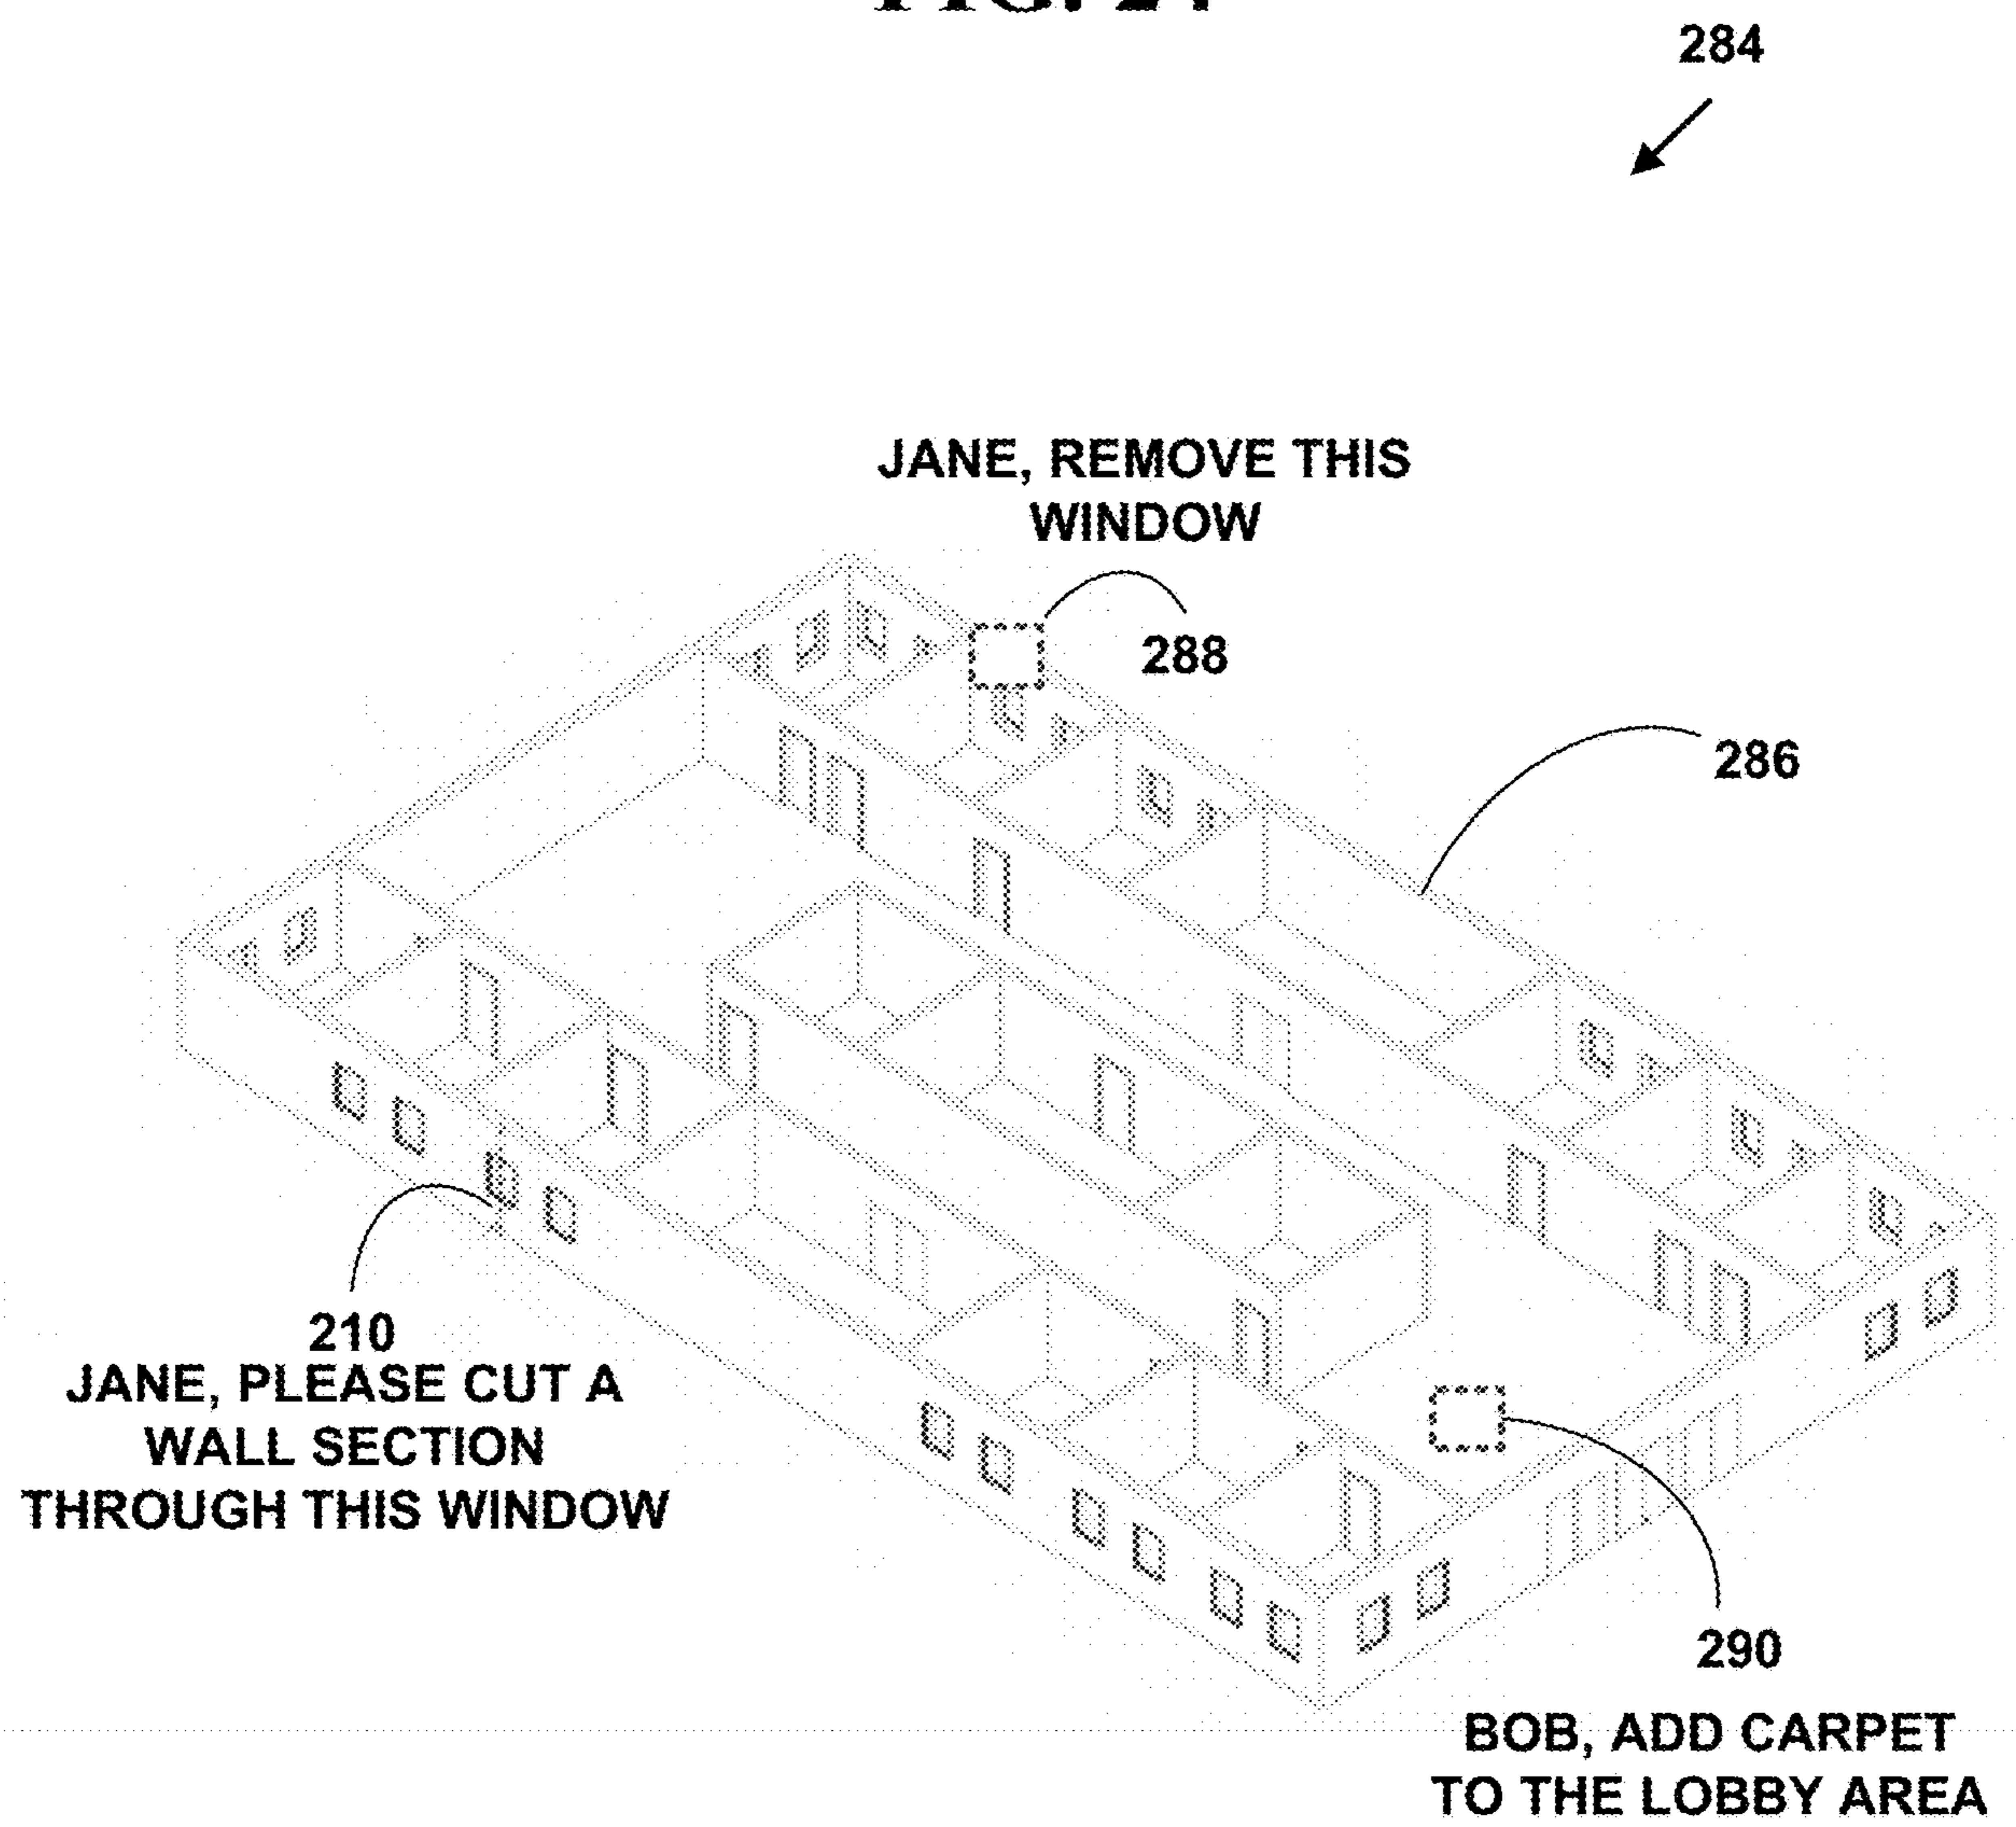 284
JANE, REMOVE THIS
WINDOW
288
286
210
JANE, PLEASE CUT A
WALL SECTION
THROUGH THIS WINDOW
290
BOB, ADD CARPET
TO THE LOBBY AREA